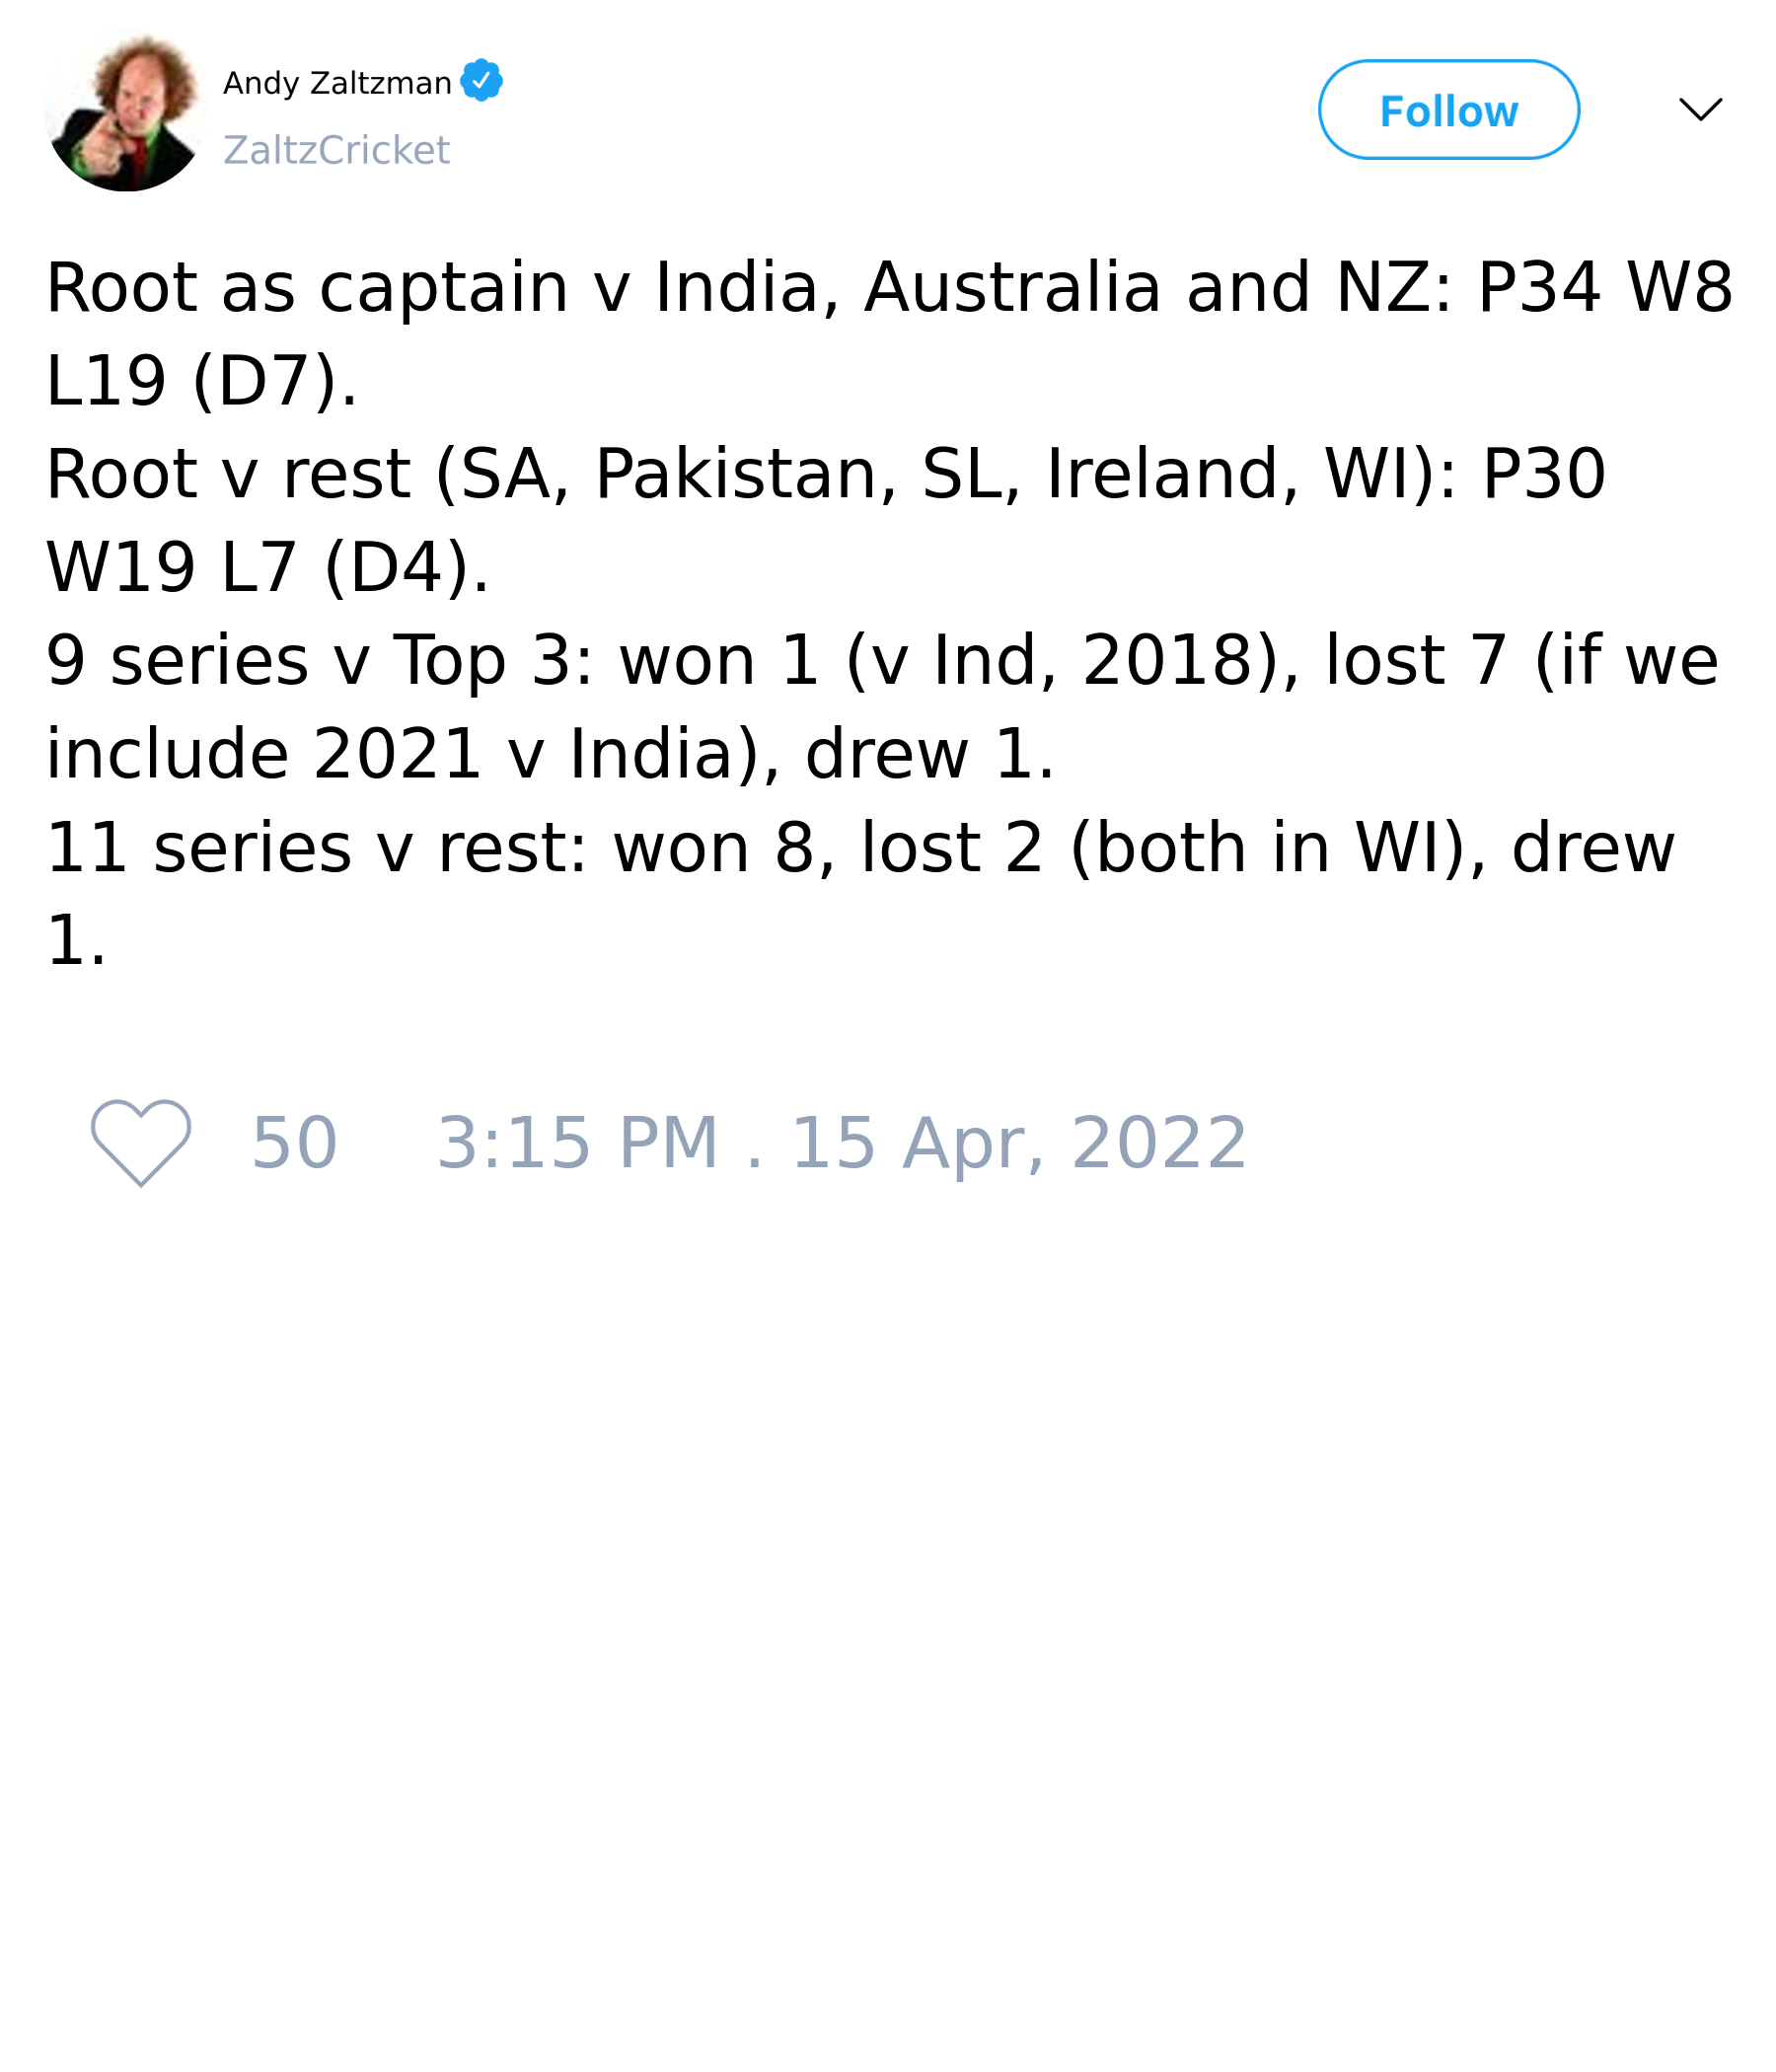 Andy Zaltzman
ZaltzCricket
Follow
Root as captain v India, Australia and NZ: P34 W8
L19 (D7).
Root v rest (SA, Pakistan, SL, Ireland, WI): P30
W19 L7 (D4).
9 series v Top 3: won 1 (v Ind, 2018), lost 7 (if we
include 2021 v India), drew 1.
11 series v rest: won 8, lost 2 (both in WI), drew
1.
50 3:15 PM . 15 Apr, 2022